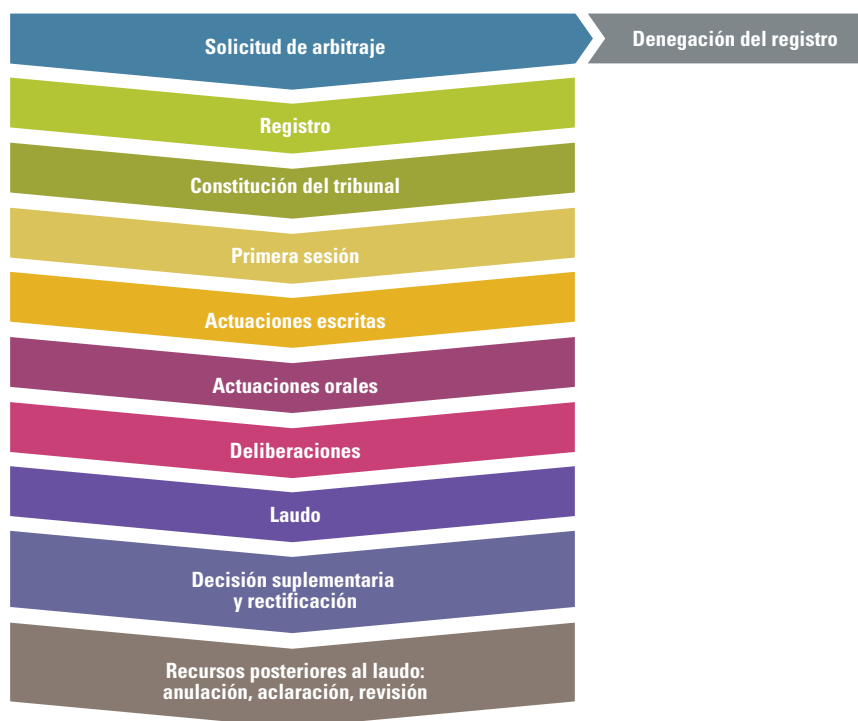 Solicitud de arbitraje
Denegación del registro
Registro
Constitución del tribunal
Primera sesión
Actuaciones escritas
Actuaciones orales
Deliberaciones
Laudo
Decisión suplementaria
y rectificación
Recursos posteriores al laudo:
anulación, aclaración, revisión